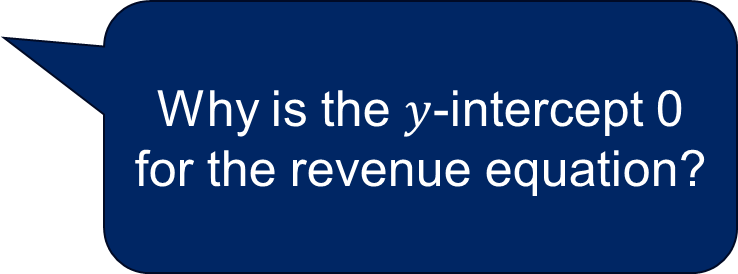 Why is the 𝑦-intercept 0
for the revenue equation?